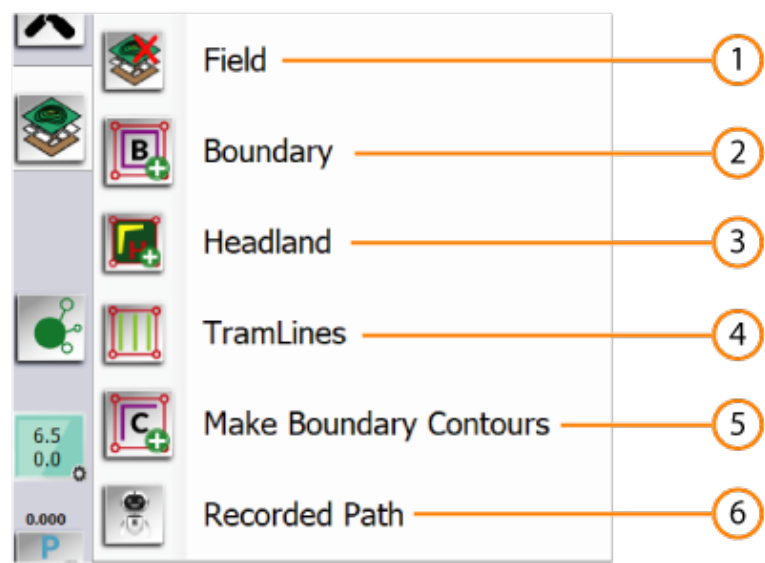 Field 1
B Boundary 2
H Headland 3
TramLines 4
C Make Boundary Contours 5
6.5
0.0
Recorded Path 6
0.000
P